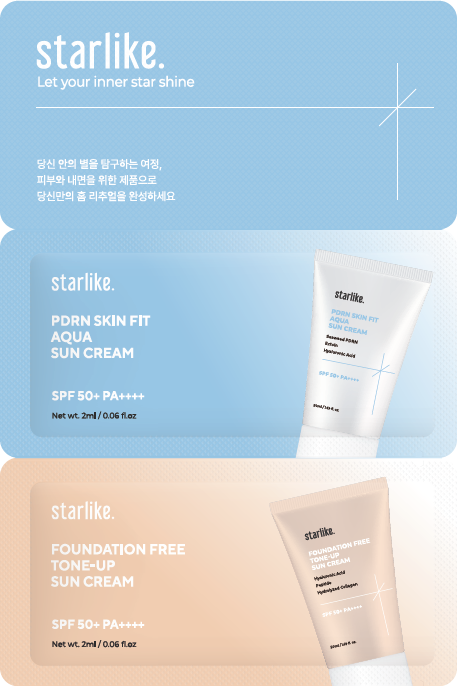 starlike.
Let your inner star shine
당신 안의 별을 탐구하는 여정,
피부와 내면을 위한 제품으로
당신만의 홈 리추얼을 완성하세요
starlike.
PDRN SKIN FIT
AQUA
SUN CREAM
SPF 50+ PA++++
Net wt. 2ml / 0.06 fl.oz
starlike.
PDRN SKIN FIT
AQUA
SUN CREAM
Seaweed PDRN
Ectoin
Hyaluronic Acid
SPF 50+ PA++++
starlike.
FOUNDATION FREE
TONE-UP
SUN CREAM
SPF 50+ PA++++
Net wt. 2ml / 0.06 fl.oz
starlike.
FOUNDATION FREE
TONE-UP
SUN CREAM
Hyaluronic Acid
Peptide
Hydrolyzed Collagen
SPF 50+ PA++++